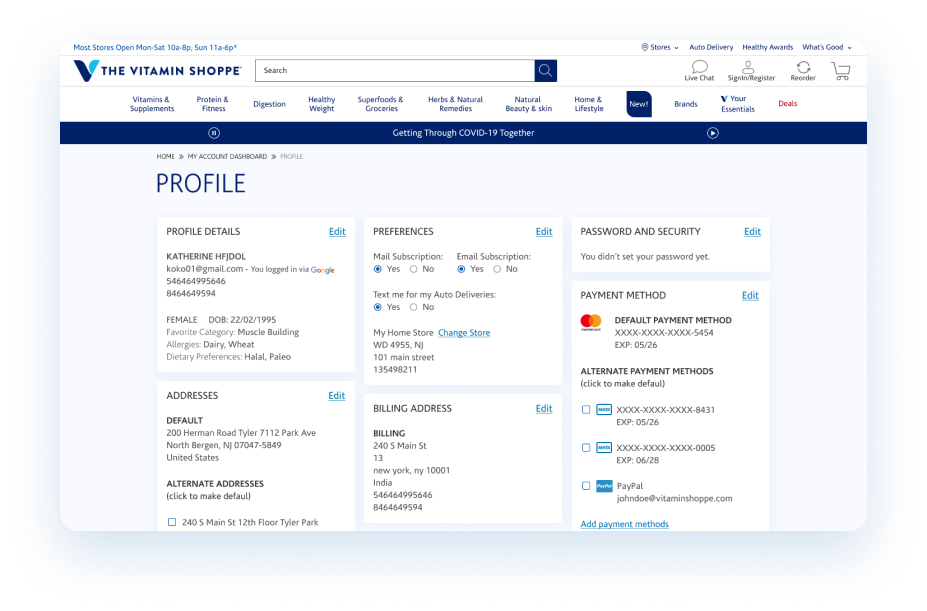 Most Stores Open Mon-Sat 10a-8p, Sun 11a-6p*
Stores
Auto Delivery
Healthy Awards
What's Good
THE VITAMIN SHOPPE
Search
Live Chat
SignIn/Register
Reorder
Vitamins &
Supplements
Protein &
Fitness
Digestion
Healthy
Weight
Superfoods &
Groceries
Herbs & Natural
Remedies
Natural
Beauty & skin
Home &
Lifestyle
New!
Brands
Your
Essentials
Deals
Getting Through COVID-19 Together
HOME » MY ACCOUNT DASHBOARD » PROFILE
PROFILE
PROFILE DETAILS
Edit
KATHERINE HFJDOL
koko01@gmail.com - You logged in via Google
546464995646
8464649594
FEMALE DOB: 22/02/1995
Favorite Category: Muscle Building
Allergies: Dairy, Wheat
Dietary Preferences: Halal, Paleo
ADDRESSES
Edit
DEFAULT
200 Herman Road Tyler 7112 Park Ave
North Bergen, NJ 07047-5849
United States
ALTERNATE ADDRESSES
(click to make defaul)
240 S Main St 12th Floor Tyler Park
PREFERENCES
Edit
Mail Subscription: Email Subscription:
Yes No Yes No
Text me for my Auto Deliveries:
Yes No
My Home Store Change Store
WD 4955, NJ
101 main street
135498211
BILLING ADDRESS
Edit
BILLING
240 S Main St
13
new york, ny 10001
India
546464995646
8464649594
PASSWORD AND SECURITY
Edit
You didn't set your password yet.
PAYMENT METHOD
Edit
mastercard
DEFAULT PAYMENT METHOD
XXXX-XXXX-XXXX-5454
EXP: 05/26
ALTERNATE PAYMENT METHODS
(click to make defaul)
AMEX XXXX-XXXX-XXXX-8431
EXP: 05/26
AMEX XXXX-XXXX-XXXX-0005
EXP: 06/28
PayPal PayPal
johndoe@vitaminshoppe.com
Add payment methods